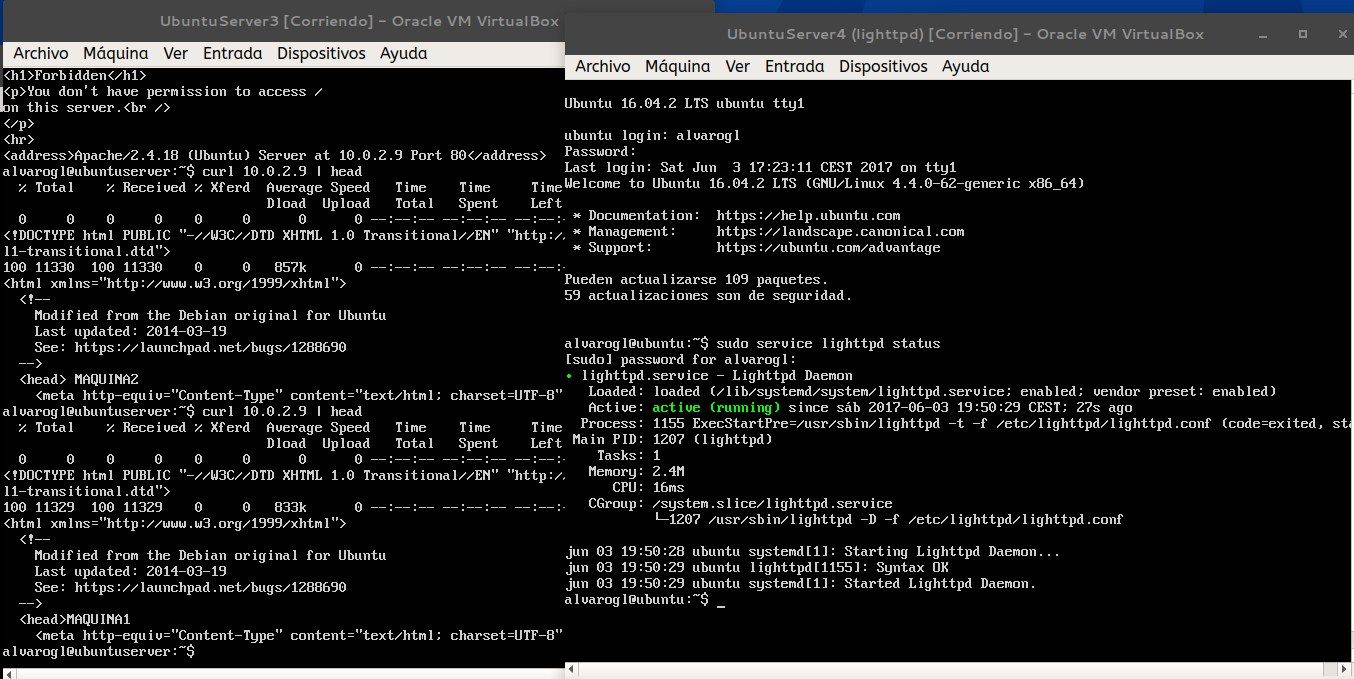 UbuntuServer3 [Corriendo] - Oracle VM VirtualBox
Archivo Máquina Ver Entrada Dispositivos Ayuda
<h1>Forbidden</h1>
<p>You don't have permission to access /
on this server.<br />
</p>
<hr>
<address>Apache/2.4.18 (Ubuntu) Server at 10.0.2.9 Port 80</address>
alvarogl@ubuntuserver:~$ curl 10.0.2.9 | head
  % Total    % Received % Xferd  Average Speed   Time    Time     Time
                                 Dload  Upload   Total   Spent    Left
  0     0    0     0    0     0      0      0 --:--:-- --:--:-- --:--:-
<!DOCTYPE html PUBLIC "-//W3C//DTD XHTML 1.0 Transitional//EN" "http:/
l1-transitional.dtd">
100 11330  100 11330    0     0   857k      0 --:--:-- --:--:-- --:--:-
<html xmlns="http://www.w3.org/1999/xhtml">
  <!--
    Modified from the Debian original for Ubuntu
    Last updated: 2014-03-19
    See: https://launchpad.net/bugs/1288690
  -->
  <head> MAQUINA2
    <meta http-equiv="Content-Type" content="text/html; charset=UTF-8"
alvarogl@ubuntuserver:~$ curl 10.0.2.9 | head
  % Total    % Received % Xferd  Average Speed   Time    Time     Time
                                 Dload  Upload   Total   Spent    Left
  0     0    0     0    0     0      0      0 --:--:-- --:--:-- --:--:-
<!DOCTYPE html PUBLIC "-//W3C//DTD XHTML 1.0 Transitional//EN" "http:/
l1-transitional.dtd">
100 11329  100 11329    0     0   833k      0 --:--:-- --:--:-- --:--:-
<html xmlns="http://www.w3.org/1999/xhtml">
  <!--
    Modified from the Debian original for Ubuntu
    Last updated: 2014-03-19
    See: https://launchpad.net/bugs/1288690
  -->
  <head>MAQUINA1
    <meta http-equiv="Content-Type" content="text/html; charset=UTF-8"
alvarogl@ubuntuserver:~$
UbuntuServer4 (lighttpd) [Corriendo] - Oracle VM VirtualBox
Archivo Máquina Ver Entrada Dispositivos Ayuda
Ubuntu 16.04.2 LTS ubuntu tty1
ubuntu login: alvarogl
Password:
Last login: Sat Jun  3 17:23:11 CEST 2017 on tty1
Welcome to Ubuntu 16.04.2 LTS (GNU/Linux 4.4.0-62-generic x86_64)
 * Documentation:  https://help.ubuntu.com
 * Management:     https://landscape.canonical.com
 * Support:        https://ubuntu.com/advantage
Pueden actualizarse 109 paquetes.
59 actualizaciones son de seguridad.
alvarogl@ubuntu:~$ sudo service lighttpd status
[sudo] password for alvarogl:
• lighttpd.service - Lighttpd Daemon
   Loaded: loaded (/lib/systemd/system/lighttpd.service; enabled; vendor preset: enabled)
   Active: active (running) since sáb 2017-06-03 19:50:29 CEST; 27s ago
  Process: 1155 ExecStartPre=/usr/sbin/lighttpd -t -f /etc/lighttpd/lighttpd.conf (code=exited, sta
 Main PID: 1207 (lighttpd)
    Tasks: 1
   Memory: 2.4M
      CPU: 16ms
   CGroup: /system.slice/lighttpd.service
           └─1207 /usr/sbin/lighttpd -D -f /etc/lighttpd/lighttpd.conf
jun 03 19:50:28 ubuntu systemd[1]: Starting Lighttpd Daemon...
jun 03 19:50:29 ubuntu lighttpd[1155]: Syntax OK
jun 03 19:50:29 ubuntu systemd[1]: Started Lighttpd Daemon.
alvarogl@ubuntu:~$ _